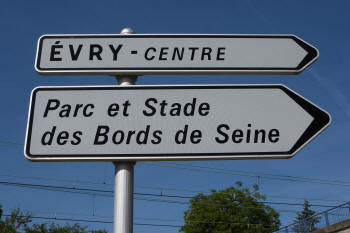 ÉVRY - CENTRE
Parc et Stade
des Bords de Seine